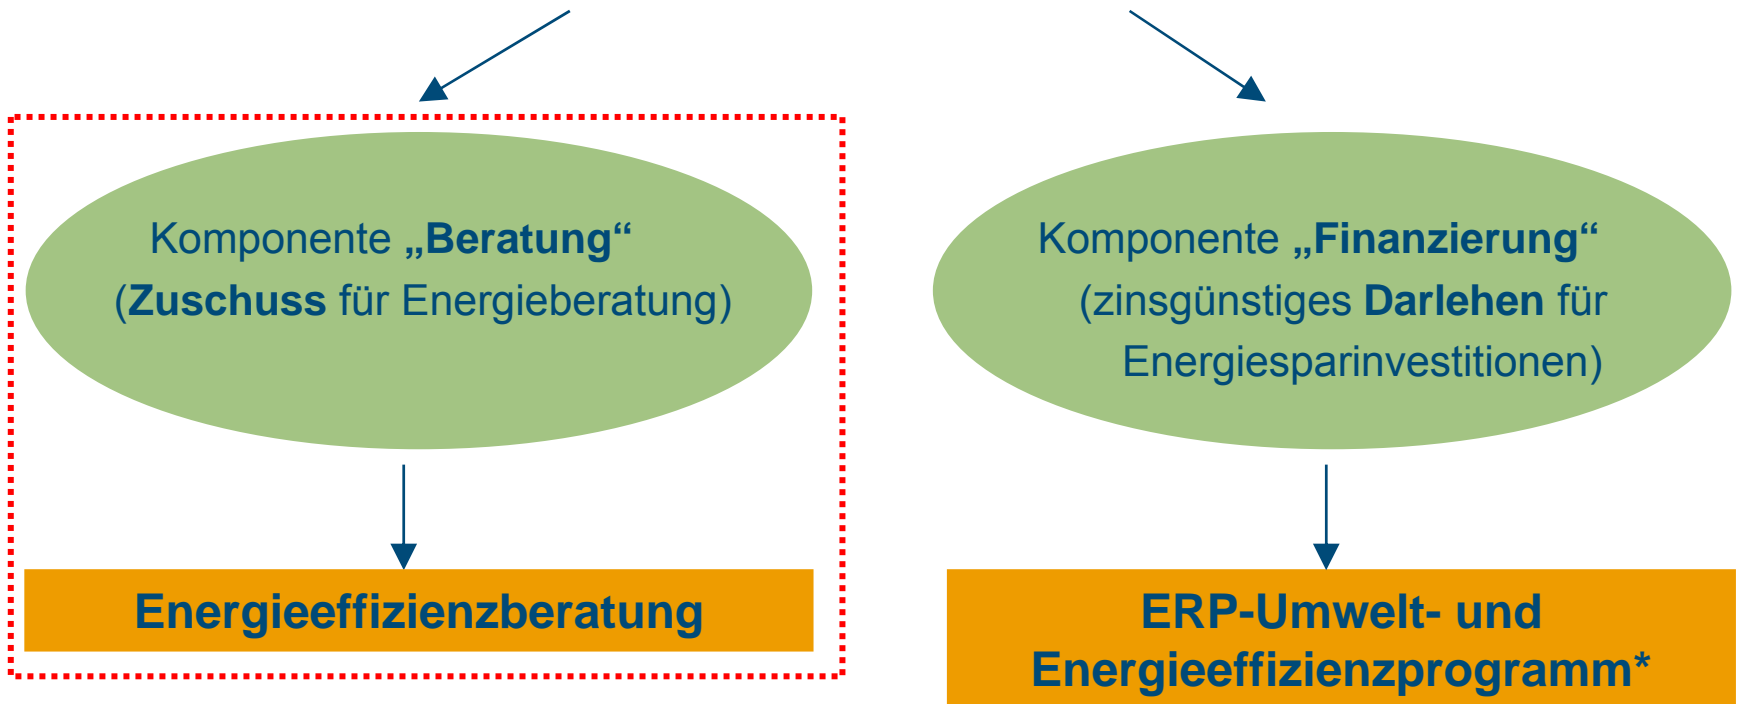 Komponente „Beratung“
(Zuschuss für Energieberatung)
Energieeffizienzberatung
Komponente „Finanzierung“
(zinsgünstiges Darlehen für
Energiesparinvestitionen)
ERP-Umwelt- und
Energieeffizienzprogramm*